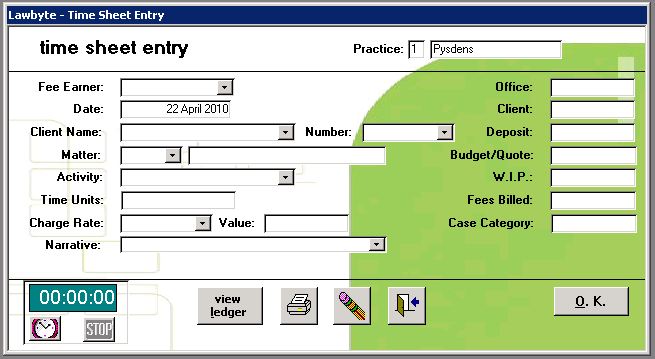 Lawbyte - Time Sheet Entry
time sheet entry Practice: 1 Pysdens
Fee Earner: Office:
Date: 22 April 2010 Client:
Client Name: Number: Deposit:
Matter: Budget/Quote:
Activity: W.I.P.:
Time Units: Fees Billed:
Charge Rate: Value: Case Category:
Narrative:
00:00:00
view
ledger
O. K.
STOP